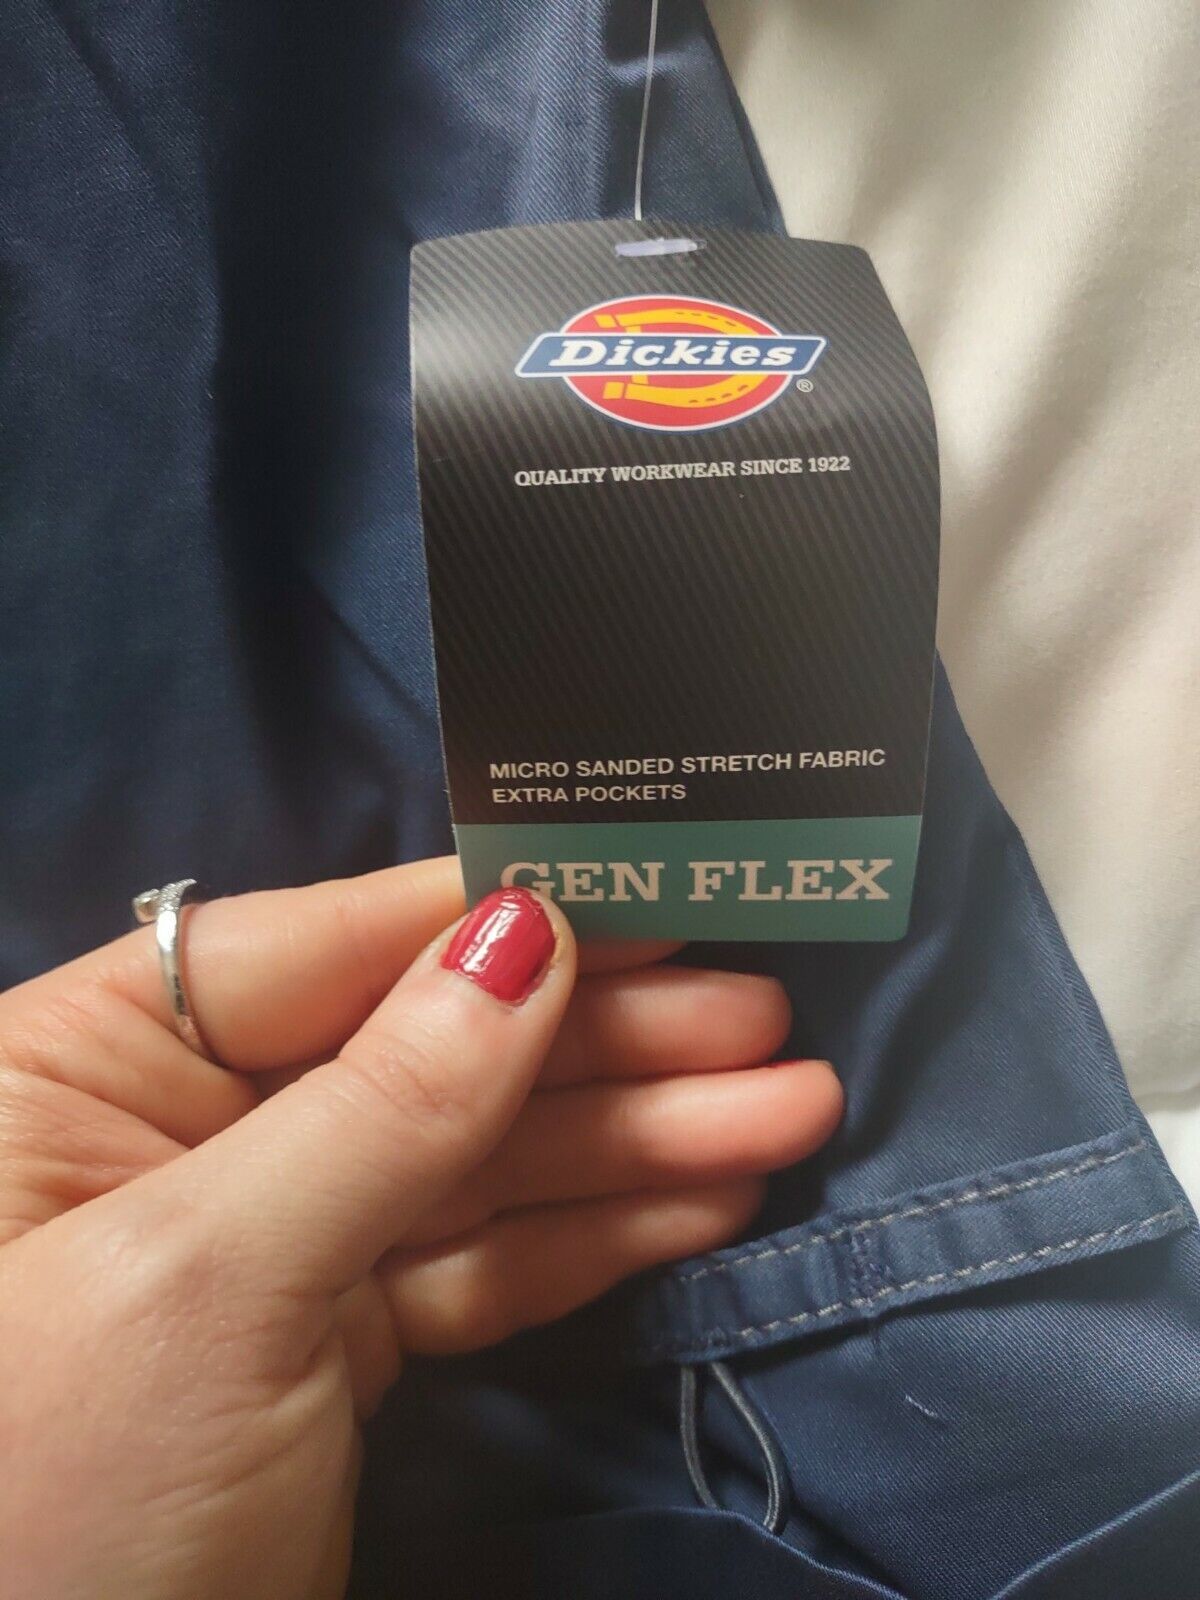 Dickies®
QUALITY WORKWEAR SINCE 1922
MICRO SANDED STRETCH FABRIC
EXTRA POCKETS
GEN FLEX